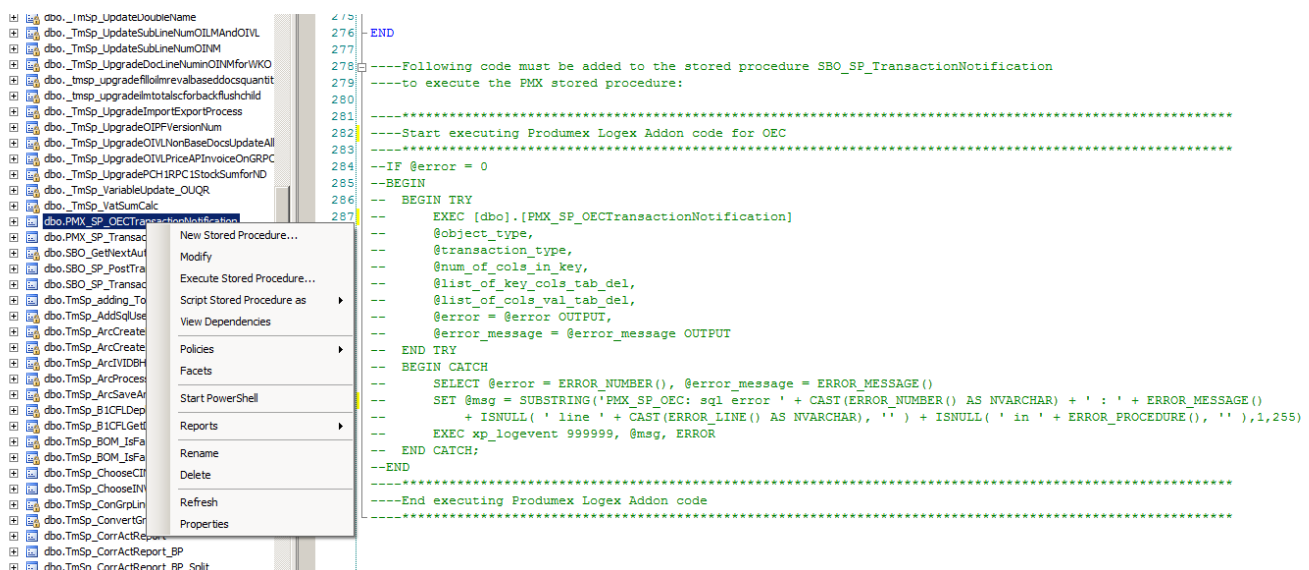 dbo._TmSp_UpdateDoubleName
dbo._TmSp_UpdateSubLineNumOILMAndOIVL
dbo._TmSp_UpdateSubLineNumOINM
dbo._TmSp_UpgradeDocLineNuminOINMforWKO
dbo._tmsp_upgradefilloilmrevalbaseddocsquantit
dbo._tmsp_upgradeilmtotalscforbackflushchild
dbo._TmSp_UpgradeImportExportProcess
dbo._TmSp_UpgradeOIPFVersionNum
dbo._TmSp_UpgradeOIVLNonBaseDocsUpdateAll
dbo._TmSp_UpgradeOIVLPriceAPInvoiceOnGRPC
dbo._TmSp_UpgradePCH1RPC1StockSumforND
dbo._TmSp_VariableUpdate_OUQR
dbo._TmSp_VatSumCalc
dbo.PMX_SP_OECTransactionNotification
dbo.PMX_SP_Transac
dbo.SBO_GetNextAut
dbo.SBO_SP_PostTra
dbo.SBO_SP_Transac
dbo.TmSp_adding_To
dbo.TmSp_AddSqlUse
dbo.TmSp_ArcCreate
dbo.TmSp_ArcCreate
dbo.TmSp_ArcIVIDBH
dbo.TmSp_ArcProces
dbo.TmSp_ArcSaveAr
dbo.TmSp_B1CFLDep
dbo.TmSp_B1CFLGetD
dbo.TmSp_BOM_IsFa
dbo.TmSp_BOM_IsFa
dbo.TmSp_ChooseCIN
dbo.TmSp_ChooseINV
dbo.TmSp_ConGrpLin
dbo.TmSp_ConvertGr
dbo.TmSp_CorrActReport
dbo.TmSp_CorrActReport_BP
dbo.TmSp_CorrActReport_BP_Split
New Stored Procedure...
Modify
Execute Stored Procedure...
Script Stored Procedure as
View Dependencies
Policies
Facets
Start PowerShell
Reports
Rename
Delete
Refresh
Properties
275
276 END
277
278 ----Following code must be added to the stored procedure SBO_SP_TransactionNotification
279 ----to execute the PMX stored procedure:
280
281 ----*******************************************************************************************
282 ----Start executing Produmex Logex Addon code for OEC
283 ----*******************************************************************************************
284 --IF @error = 0
285 --BEGIN
286 -- BEGIN TRY
287 -- EXEC [dbo].[PMX_SP_OECTransactionNotification]
-- @object_type,
-- @transaction_type,
-- @num_of_cols_in_key,
-- @list_of_key_cols_tab_del,
-- @list_of_cols_val_tab_del,
-- @error = @error OUTPUT,
-- @error_message = @error_message OUTPUT
-- END TRY
-- BEGIN CATCH
-- SELECT @error = ERROR_NUMBER(), @error_message = ERROR_MESSAGE()
-- SET @msg = SUBSTRING('PMX_SP_OEC: sql error ' + CAST(ERROR_NUMBER() AS NVARCHAR) + ' : ' + ERROR_MESSAGE()
-- + ISNULL( ' line ' + CAST(ERROR_LINE() AS NVARCHAR), '' ) + ISNULL( ' in ' + ERROR_PROCEDURE(), '' ),1,255)
-- EXEC xp_logevent 999999, @msg, ERROR
-- END CATCH;
--END
----*******************************************************************************************
----End executing Produmex Logex Addon code
----*******************************************************************************************